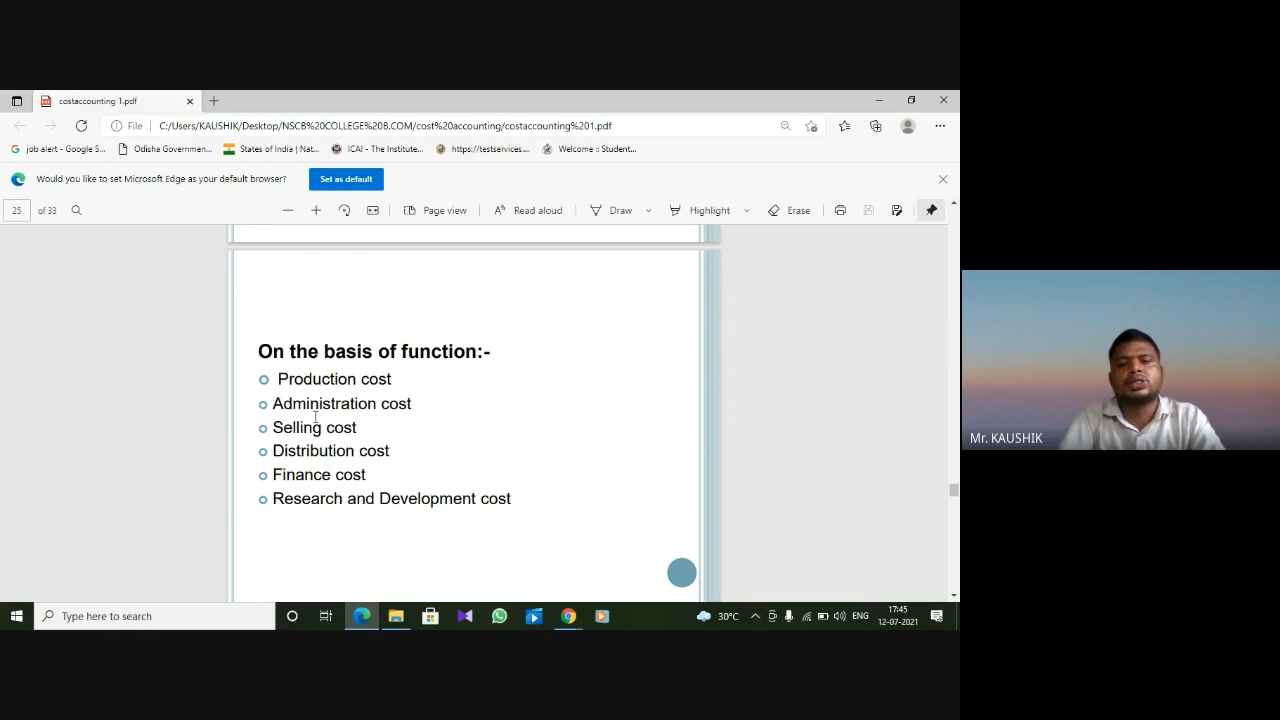 costaccounting 1.pdf
File C:/Users/KAUSHIK/Desktop/NSCB%20COLLEGE%20B.COM/cost%20accounting/costaccounting%201.pdf
job alert - Google S... Odisha Governmen... States of India | Nat... ICAI - The Institute... https://testservices.... Welcome :: Student...
Would you like to set Microsoft Edge as your default browser? Set as default
25 of 33 Page view Read aloud Draw Highlight Erase
On the basis of function:-
Production cost
Administration cost
Selling cost
Distribution cost
Finance cost
Research and Development cost
Mr. KAUSHIK
Type here to search 30°C ENG 17:45
12-07-2021